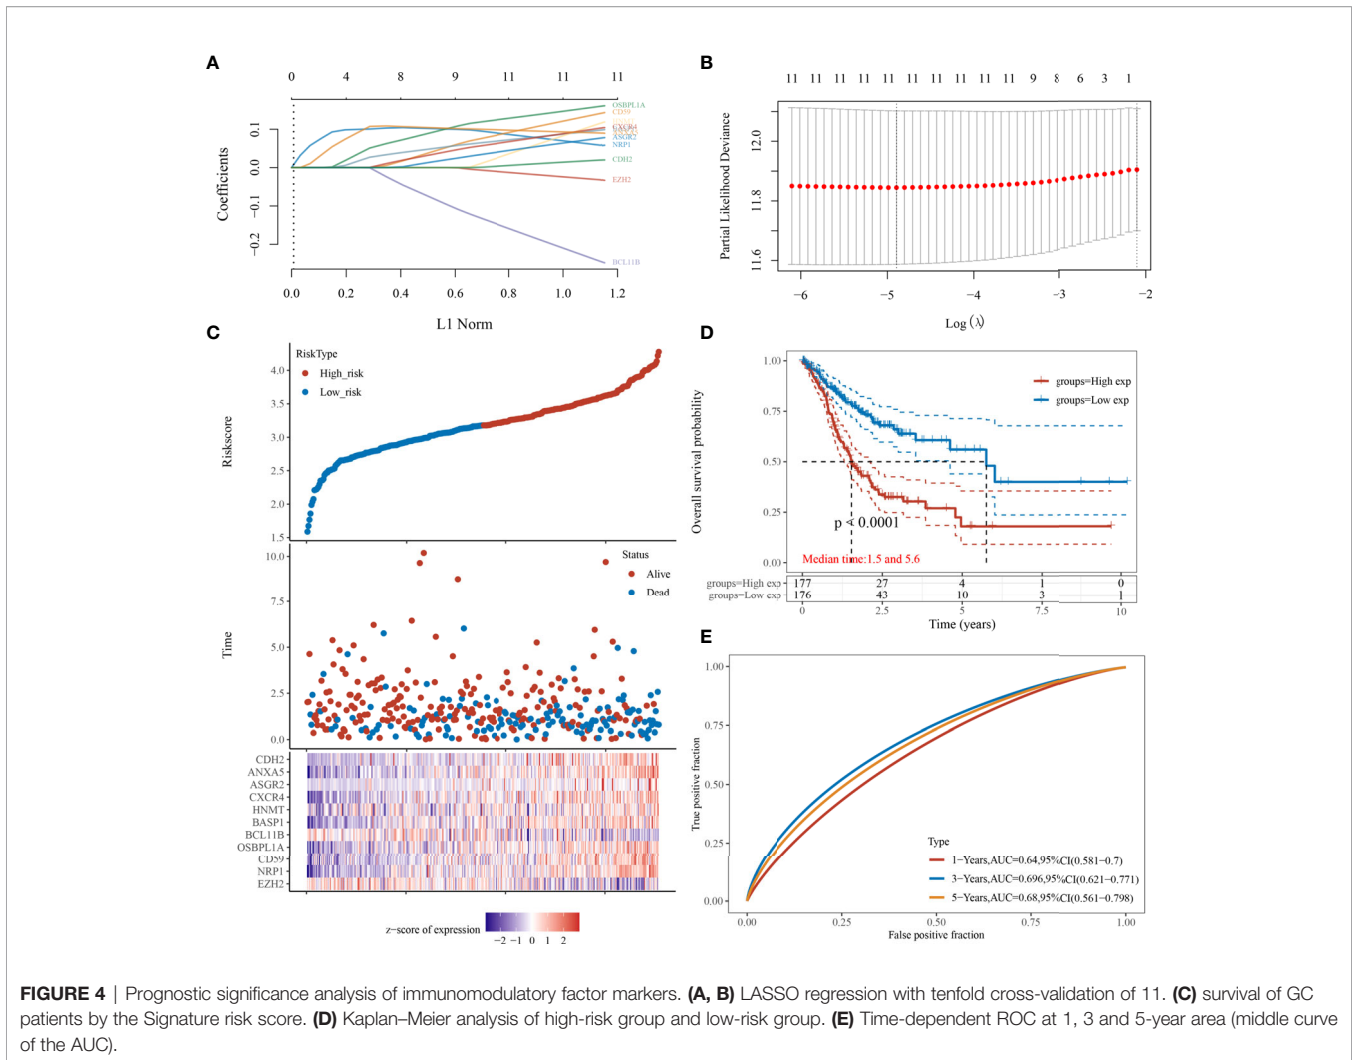 A
0 4 8 9 11 11 11
OSBPL1A
CD59
CXCR4
ASGR2
NRP1
CDH2
EZH2
BCL11B
Coefficients
0.1
0.0
−0.1
−0.2
0.0 0.2 0.4 0.6 0.8 1.0 1.2
L1 Norm
B
11 11 11 11 11 11 11 11 11 11 9 8 6 3 1
Partial Likelihood Deviance
12.0
11.8
11.6
−6 −5 −4 −3 −2
Log (λ)
C
RiskType
High_risk
Low_risk
Riskscore
4.0
3.5
3.0
2.5
2.0
1.5
Status
Alive
Dead
Time
10.0
7.5
5.0
2.5
0.0
CDH2
ANXA5
ASGR2
CXCR4
HNMT
BASP1
BCL11B
OSBPL1A
CD59
NRP1
EZH2
z−score of expression
−2 −1 0 1 2
D
Overall survival probability
1.00
0.75
0.50
0.25
0.00
groups=High exp
groups=Low exp
p < 0.0001
Median time:1.5 and 5.6
groups=High exp 177 27 4 1 0
groups=Low exp 176 43 10 3 1
0 2.5 5 7.5 10
Time (years)
E
True positive fraction
1.00
0.75
0.50
0.25
0.00
Type
1−Years,AUC=0.64,95%CI(0.581−0.7)
3−Years,AUC=0.696,95%CI(0.621−0.771)
5−Years,AUC=0.68,95%CI(0.561−0.798)
0.00 0.25 0.50 0.75 1.00
False positive fraction
FIGURE 4 | Prognostic significance analysis of immunomodulatory factor markers. (A, B) LASSO regression with tenfold cross-validation of 11. (C) survival of GC
patients by the Signature risk score. (D) Kaplan–Meier analysis of high-risk group and low-risk group. (E) Time-dependent ROC at 1, 3 and 5-year area (middle curve
of the AUC).